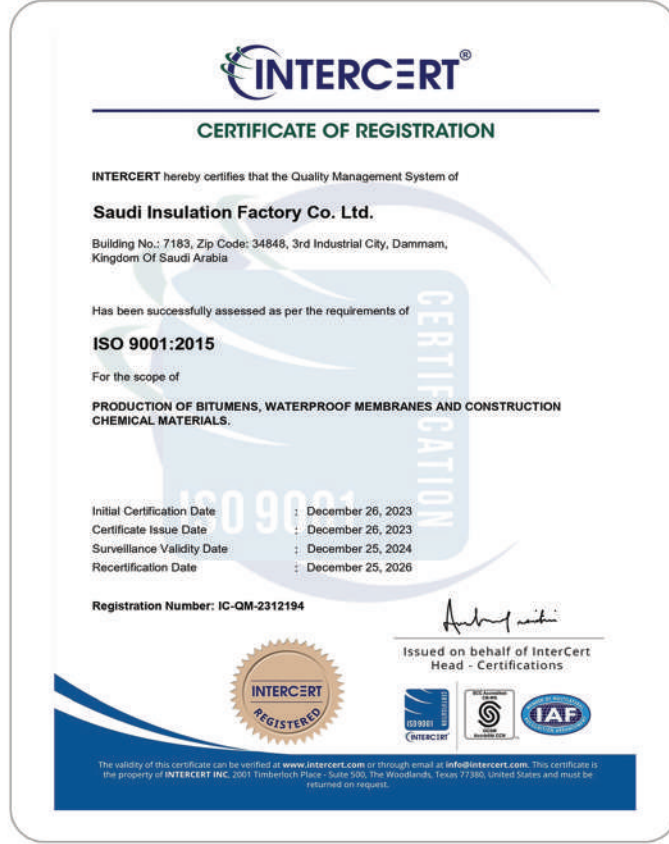 INTERCERT®
CERTIFICATE OF REGISTRATION
INTERCERT hereby certifies that the Quality Management System of
Saudi Insulation Factory Co. Ltd.
Building No.: 7183, Zip Code: 34848, 3rd Industrial City, Dammam,
Kingdom Of Saudi Arabia
Has been successfully assessed as per the requirements of
ISO 9001:2015
For the scope of
PRODUCTION OF BITUMENS, WATERPROOF MEMBRANES AND CONSTRUCTION
CHEMICAL MATERIALS.
CERTIFICATION
ISO 9001
Initial Certification Date : December 26, 2023
Certificate Issue Date : December 26, 2023
Surveillance Validity Date : December 25, 2024
Recertification Date : December 25, 2026
Registration Number: IC-QM-2312194
Issued on behalf of InterCert
Head - Certifications
INTERCERT
REGISTERED
CERTIFICATION
ISO 9001
INTERCERT
IAF
The validity of this certificate can be verified at www.intercert.com or through email at info@intercert.com. This certificate is
the property of INTERCERT INC, 2001 Timberloch Place - Suite 500, The Woodlands, Texas 77380, United States and must be
returned on request.